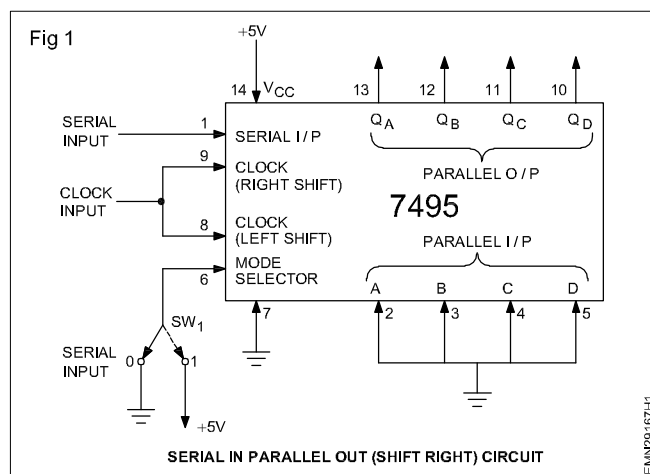 Fig 1
+5V
14 VCC 13 12 11 10
SERIAL INPUT 1 SERIAL I / P QA QB QC QD
9 CLOCK (RIGHT SHIFT) PARALLEL O / P
CLOCK INPUT 7495
8 CLOCK (LEFT SHIFT) PARALLEL I / P
6 MODE SELECTOR A B C D
7 2 3 4 5
SW1
SERIAL INPUT 0 1
+5V
SERIAL IN PARALLEL OUT (SHIFT RIGHT) CIRCUIT
EMN29167H1